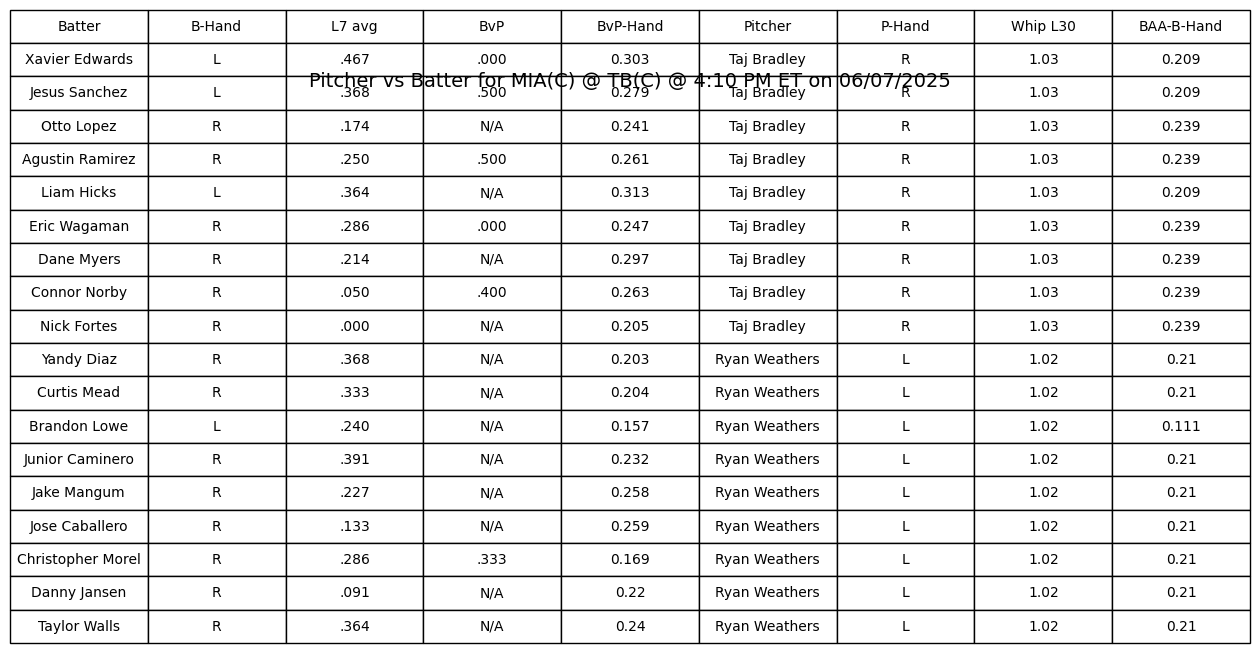 Batter B-Hand L7 avg BvP BvP-Hand Pitcher P-Hand Whip L30 BAA-B-Hand
Xavier Edwards L .467 .000 0.303 Taj Bradley R 1.03 0.209
Pitcher vs Batter for MIA(C) @ TB(C) @ 4:10 PM ET on 06/07/2025
Jesus Sanchez L .368 .500 0.279 Taj Bradley R 1.03 0.209
Otto Lopez R .174 N/A 0.241 Taj Bradley R 1.03 0.239
Agustin Ramirez R .250 .500 0.261 Taj Bradley R 1.03 0.239
Liam Hicks L .364 N/A 0.313 Taj Bradley R 1.03 0.209
Eric Wagaman R .286 .000 0.247 Taj Bradley R 1.03 0.239
Dane Myers R .214 N/A 0.297 Taj Bradley R 1.03 0.239
Connor Norby R .050 .400 0.263 Taj Bradley R 1.03 0.239
Nick Fortes R .000 N/A 0.205 Taj Bradley R 1.03 0.239
Yandy Diaz R .368 N/A 0.203 Ryan Weathers L 1.02 0.21
Curtis Mead R .333 N/A 0.204 Ryan Weathers L 1.02 0.21
Brandon Lowe L .240 N/A 0.157 Ryan Weathers L 1.02 0.111
Junior Caminero R .391 N/A 0.232 Ryan Weathers L 1.02 0.21
Jake Mangum R .227 N/A 0.258 Ryan Weathers L 1.02 0.21
Jose Caballero R .133 N/A 0.259 Ryan Weathers L 1.02 0.21
Christopher Morel R .286 .333 0.169 Ryan Weathers L 1.02 0.21
Danny Jansen R .091 N/A 0.22 Ryan Weathers L 1.02 0.21
Taylor Walls R .364 N/A 0.24 Ryan Weathers L 1.02 0.21